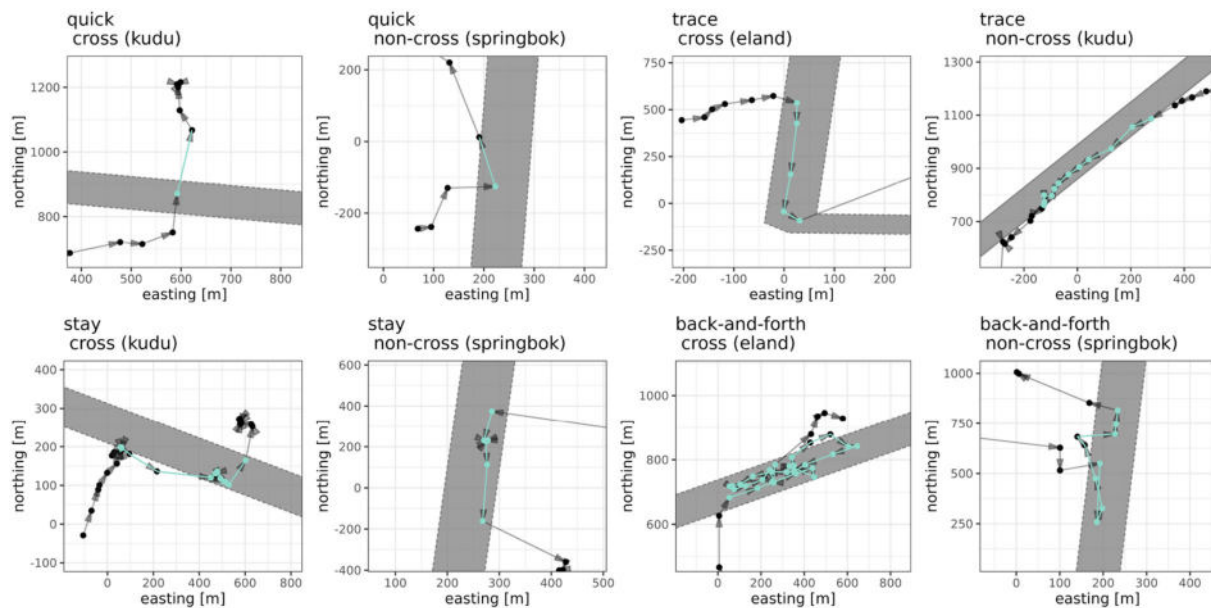 quick
cross (kudu)
northing [m]
1200
1000
800
400 500 600 700 800
easting [m]
quick
non-cross (springbok)
northing [m]
200
0
-200
0 100 200 300 400
easting [m]
trace
cross (eland)
northing [m]
750
500
250
0
-250
-200 -100 0 100 200
easting [m]
trace
non-cross (kudu)
northing [m]
1300
1100
900
700
-200 0 200 400
easting [m]
stay
cross (kudu)
northing [m]
400
300
200
100
0
-100
0 200 400 600 800
easting [m]
stay
non-cross (springbok)
northing [m]
600
400
200
0
-200
-400
200 300 400 500
easting [m]
back-and-forth
cross (eland)
northing [m]
1000
800
600
0 200 400 600 800
easting [m]
back-and-forth
non-cross (springbok)
northing [m]
1000
750
500
250
0 100 200 300 400
easting [m]